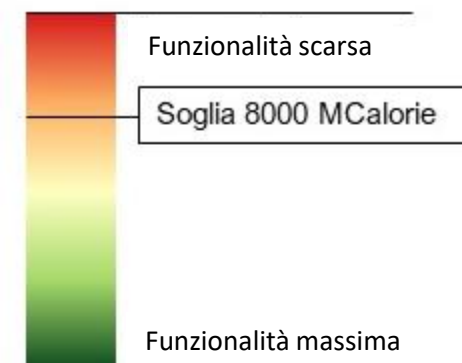 Funzionalità scarsa
Soglia 8000 MCalorie
Funzionalità massima